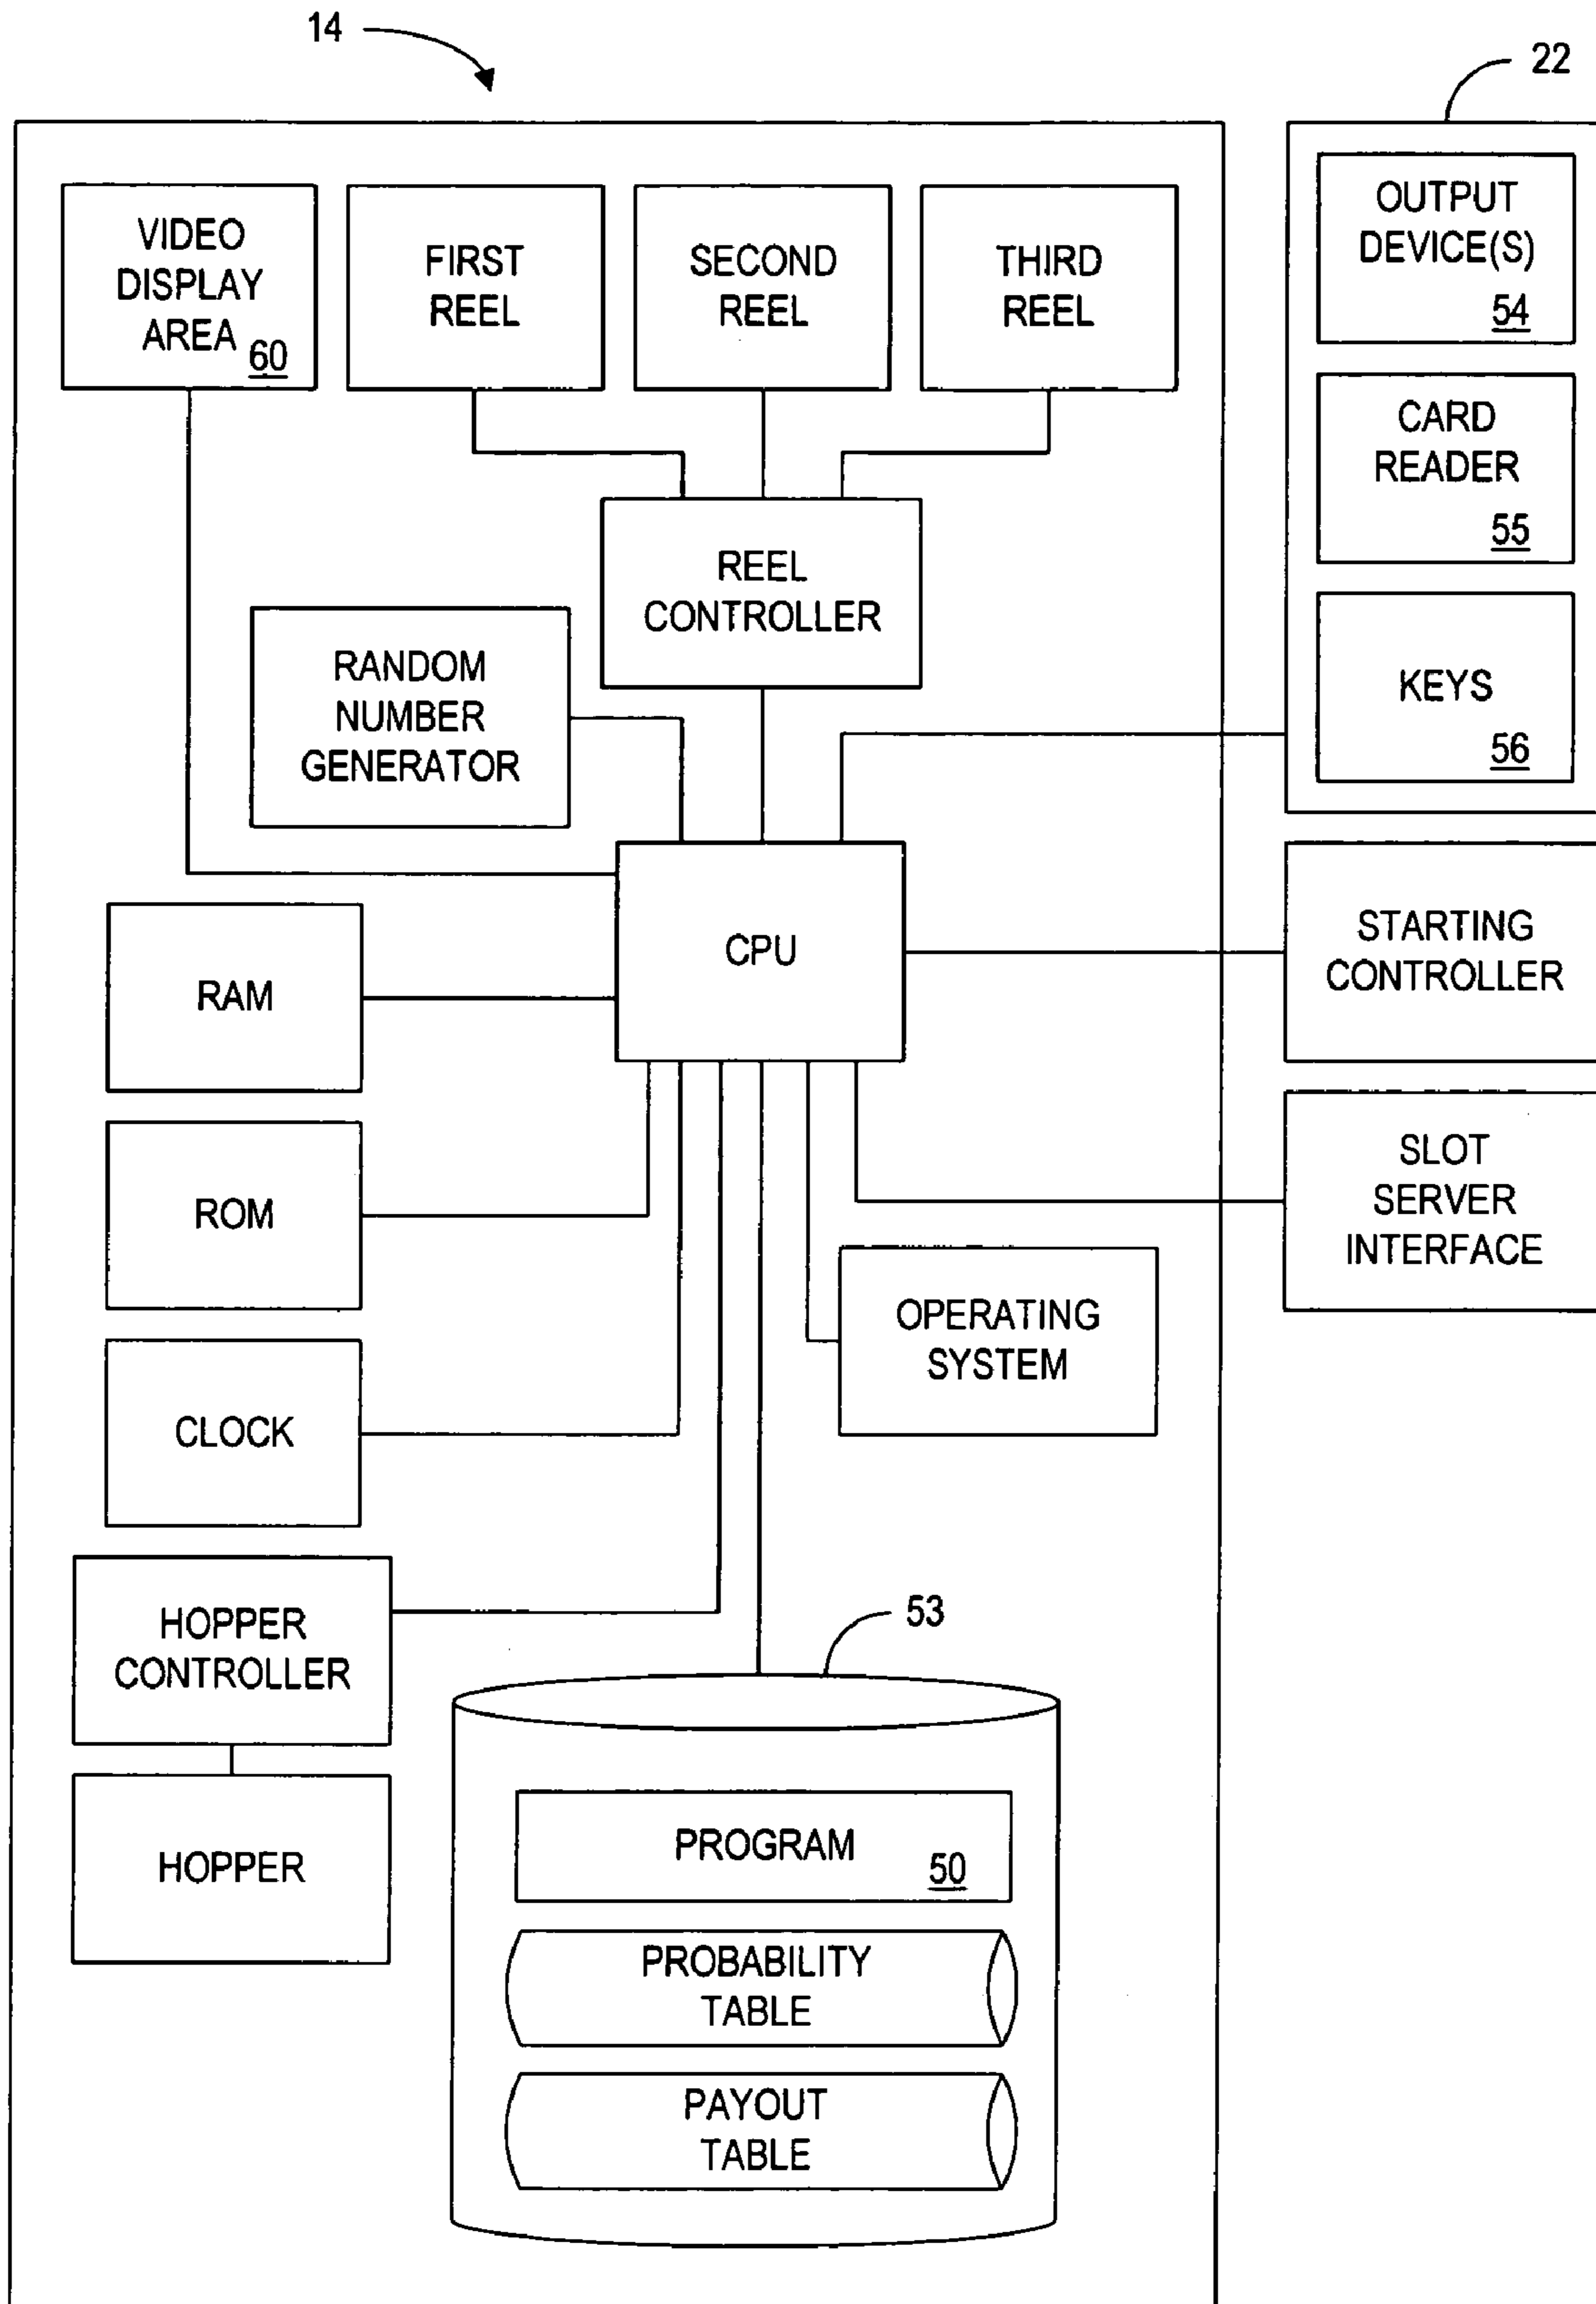 14
22
VIDEO
DISPLAY
AREA 60
FIRST
REEL
SECOND
REEL
THIRD
REEL
OUTPUT
DEVICE(S)
54
CARD
READER
55
KEYS
56
REEL
CONTROLLER
RANDOM
NUMBER
GENERATOR
CPU
STARTING
CONTROLLER
RAM
SLOT
SERVER
INTERFACE
ROM
OPERATING
SYSTEM
CLOCK
HOPPER
CONTROLLER
53
HOPPER
PROGRAM
50
PROBABILITY
TABLE
PAYOUT
TABLE